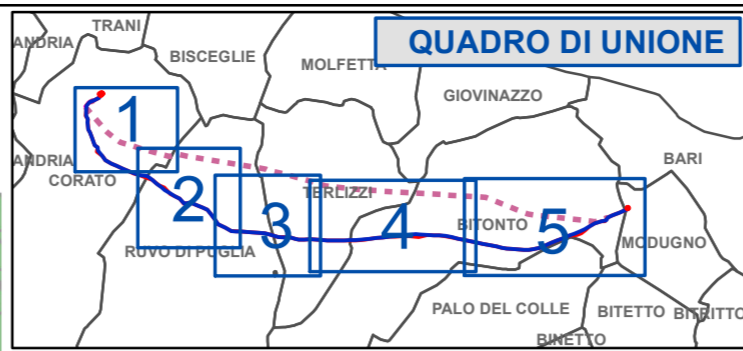 TRANI
ANDRIA
BISCEGLIE
MOLFETTA
QUADRO DI UNIONE
GIOVINAZZO
1
ANDRIA
CORATO
2
RUVO DI PUGLIA
3
TERLIZZI
4
BITONTO
5
BARI
MODUGNO
PALO DEL COLLE
BITETTO
BITRITTO
BINETTO